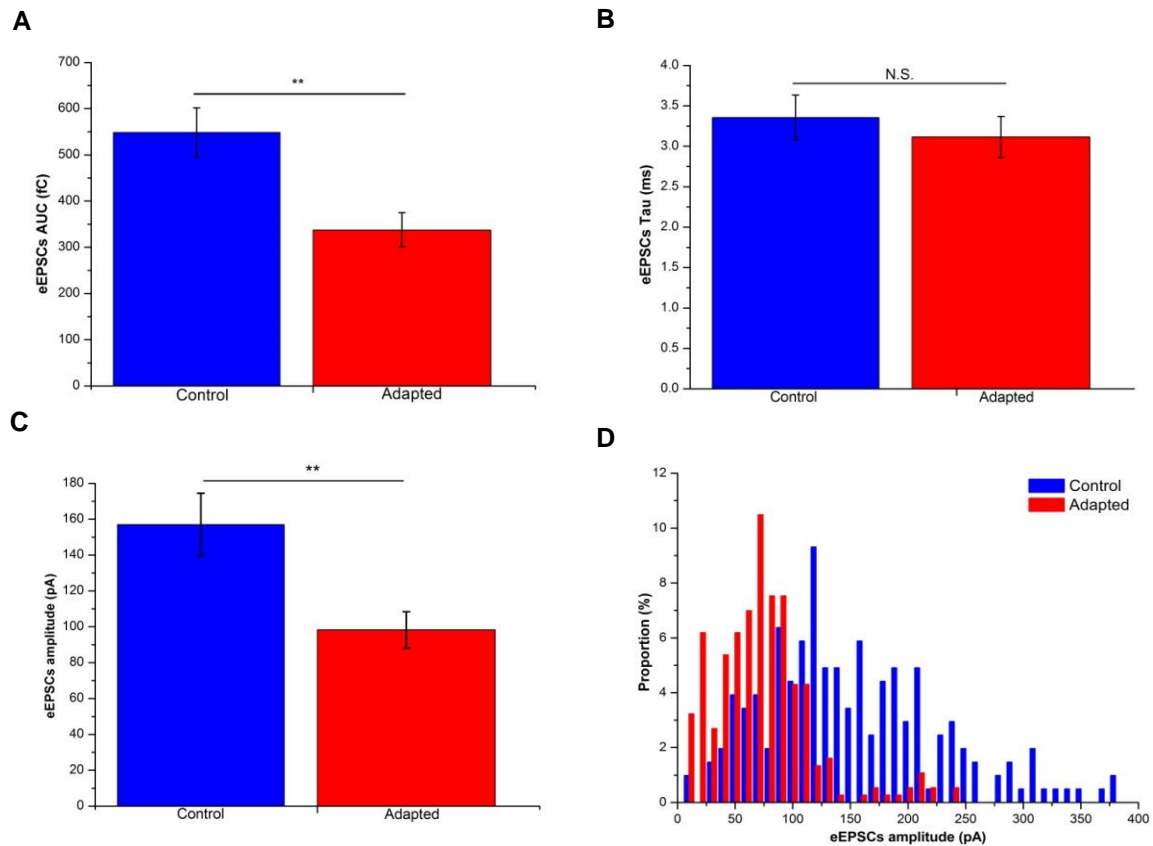 A
700
600
500
400
300
200
100
0
eEPSCs AUC (fC)
**
Control
Adapted
B
4.0
3.5
3.0
2.5
2.0
1.5
1.0
0.5
0.0
eEPSCs Tau (ms)
N.S.
Control
Adapted
C
180
160
140
120
100
80
60
40
20
0
eEPSCs amplitude (pA)
**
Control
Adapted
D
12
10
8
6
4
2
0
Proportion (%)
Control
Adapted
0 50 100 150 200 250 300 350 400
eEPSCs amplitude (pA)